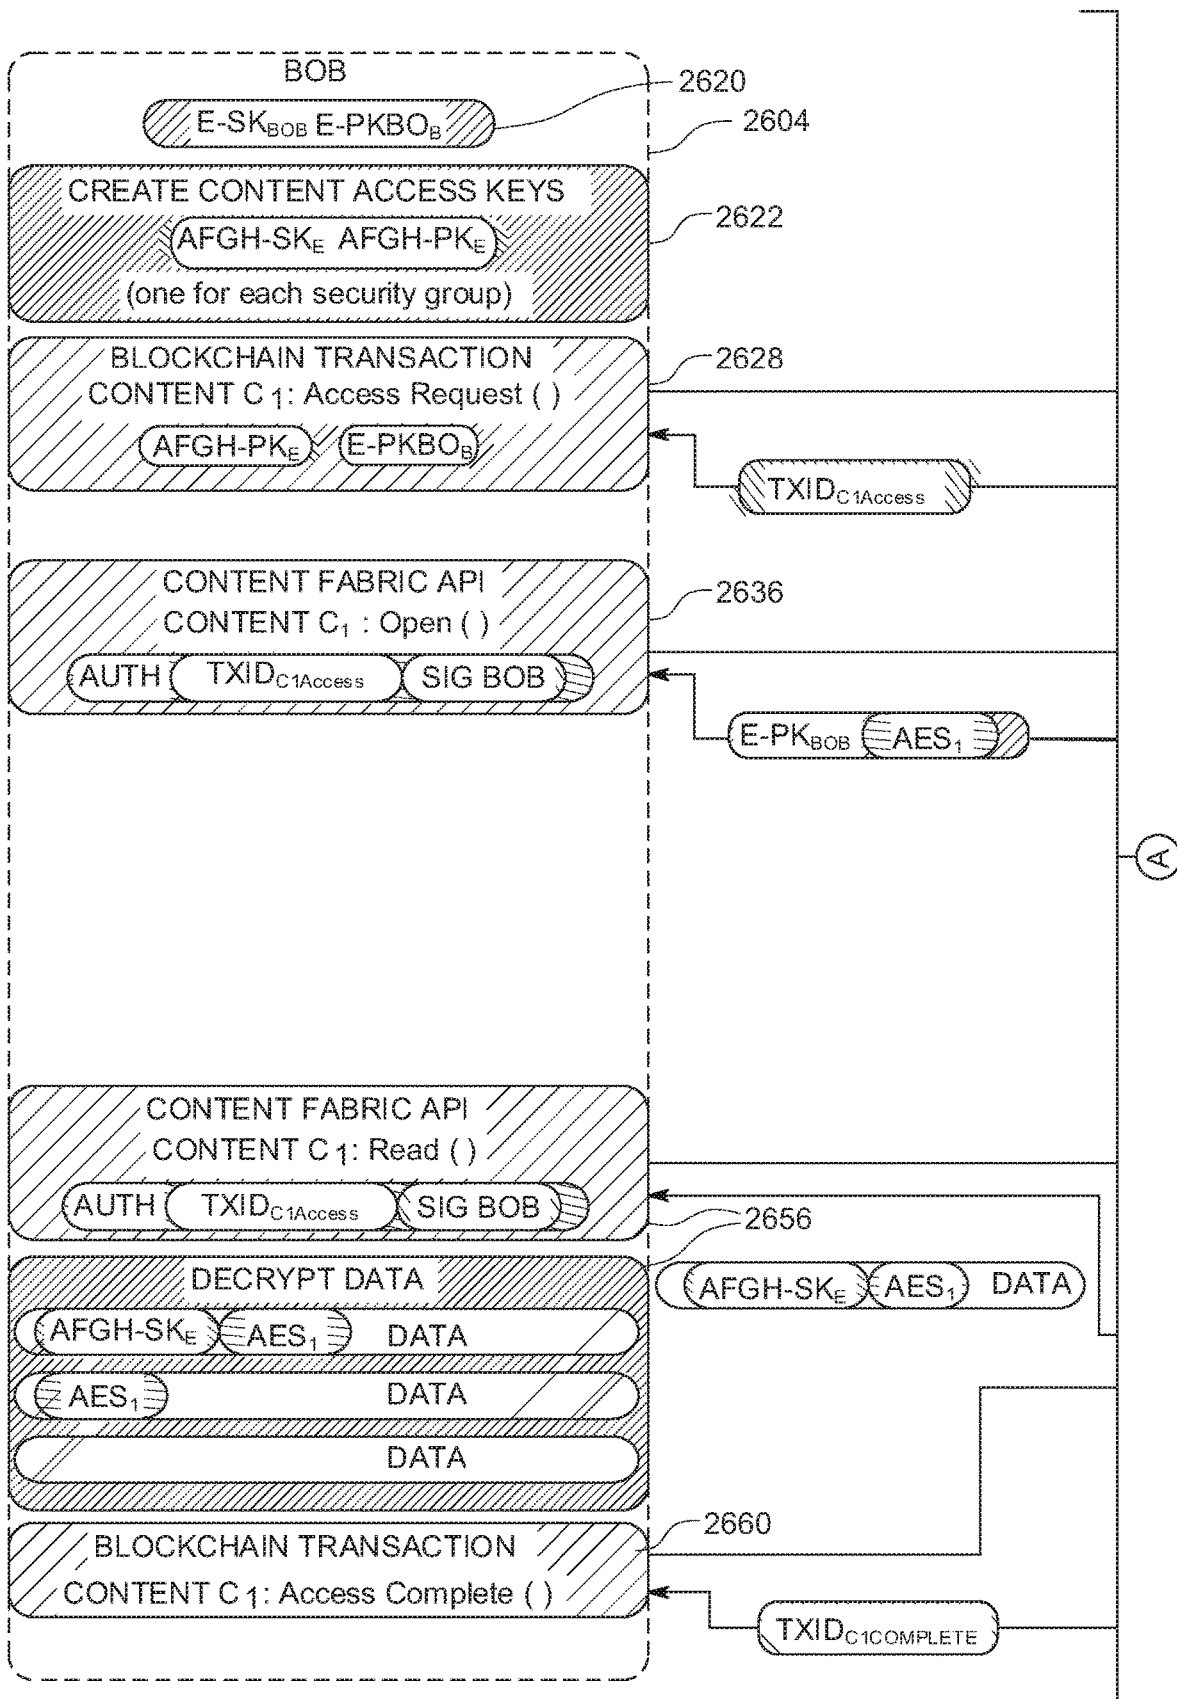 BOB
2620
E-SKBOB E-PKBOB
2604
CREATE CONTENT ACCESS KEYS
AFGH-SKE AFGH-PKE
2622
(one for each security group)
BLOCKCHAIN TRANSACTION
2628
CONTENT C1: Access Request ( )
AFGH-PKE E-PKBOB
TXIDC1Access
CONTENT FABRIC API
2636
CONTENT C1 : Open ( )
AUTH TXIDC1Access SIG BOB
E-PKBOB AES1
A
CONTENT FABRIC API
CONTENT C1: Read ( )
AUTH TXIDC1Access SIG BOB
2656
DECRYPT DATA
AFGH-SKE AES1 DATA
AFGH-SKE AES1 DATA
AES1 DATA
DATA
2660
BLOCKCHAIN TRANSACTION
CONTENT C1: Access Complete ( )
TXIDC1COMPLETE